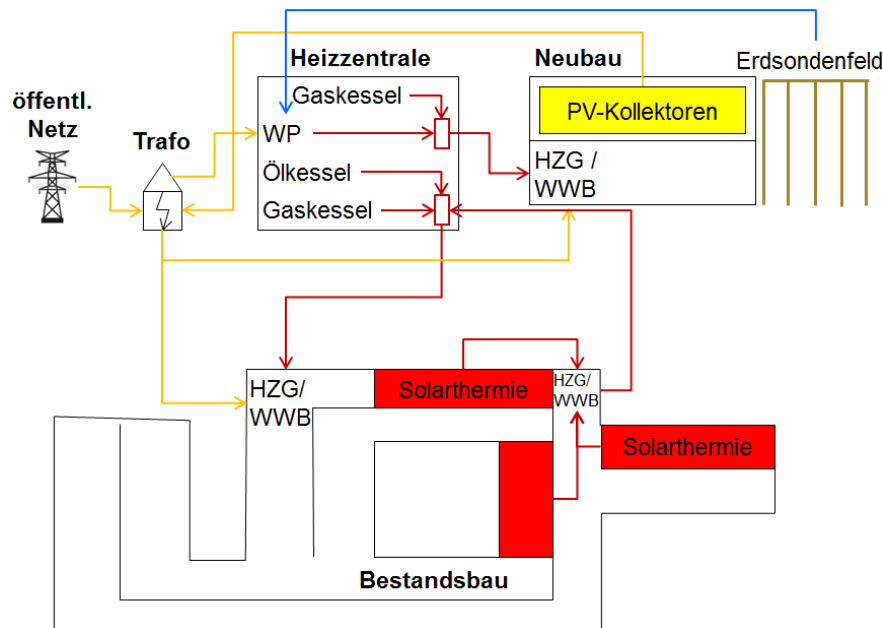 Heizzentrale
Neubau
Erdsondenfeld
öffentl.
Netz
Trafo
Gaskessel
WP
Ölkessel
Gaskessel
PV-Kollektoren
HZG /
WWB
HZG/
WWB
Solarthermie
HZG/
WWB
Solarthermie
Bestandsbau